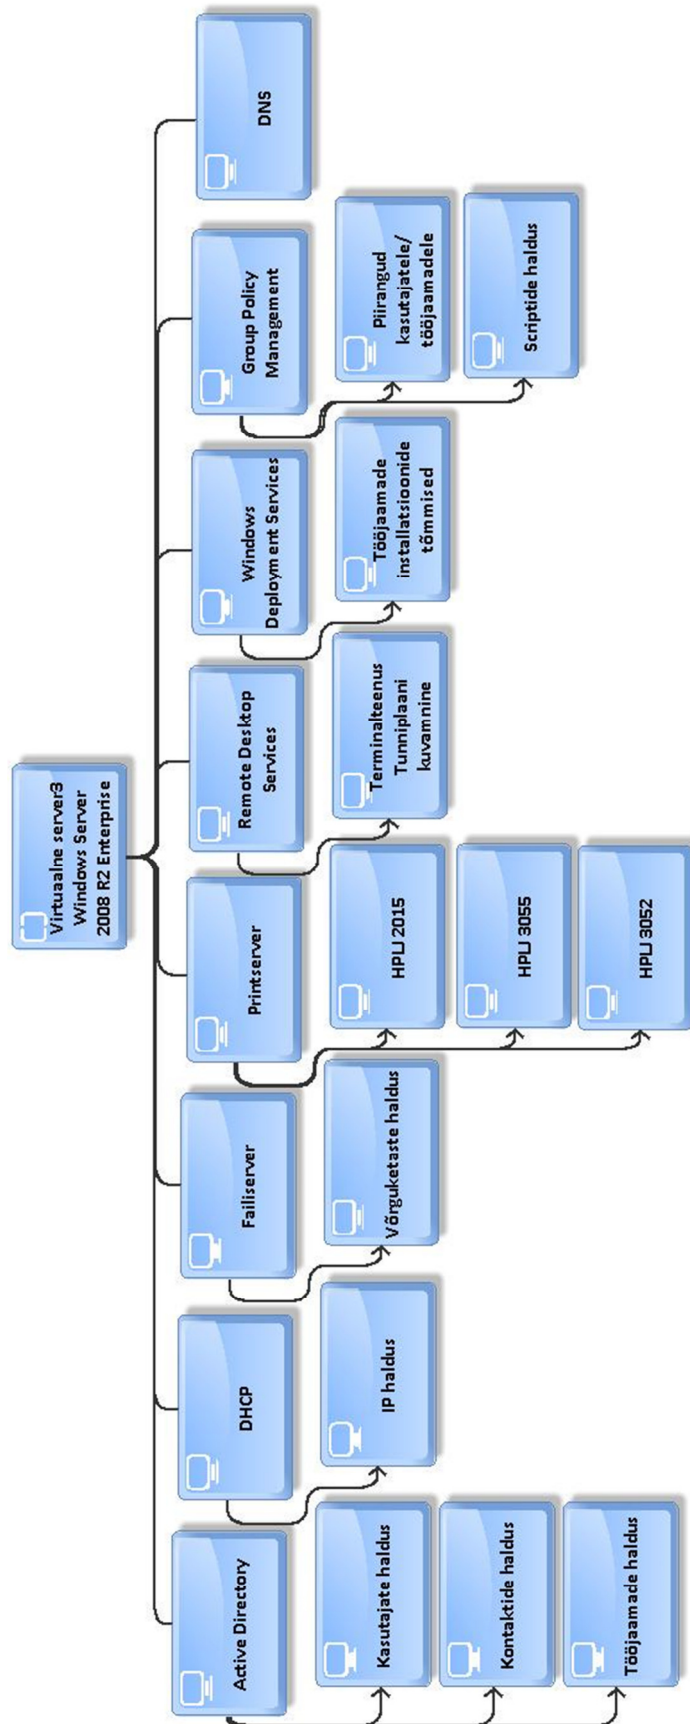 Virtuaalne server3
Windows Server
2008 R2 Enterprise
Active Directory
Kasutajate haldus
Kontaktide haldus
Tööjaamade haldus
DHCP
IP haldus
Failiserver
Võrguketaste haldus
Printserver
HPLJ 2015
HPLJ 3055
HPLJ 3052
Remote Desktop
Services
Terminalteenus
Tunniplaani
kuvamnine
Windows
Deployment Services
Tööjaamade
installatsioonide
tõmmised
Group Policy
Management
Piirangud
kasutajatele/
tööjaamadele
Scriptide haldus
DNS